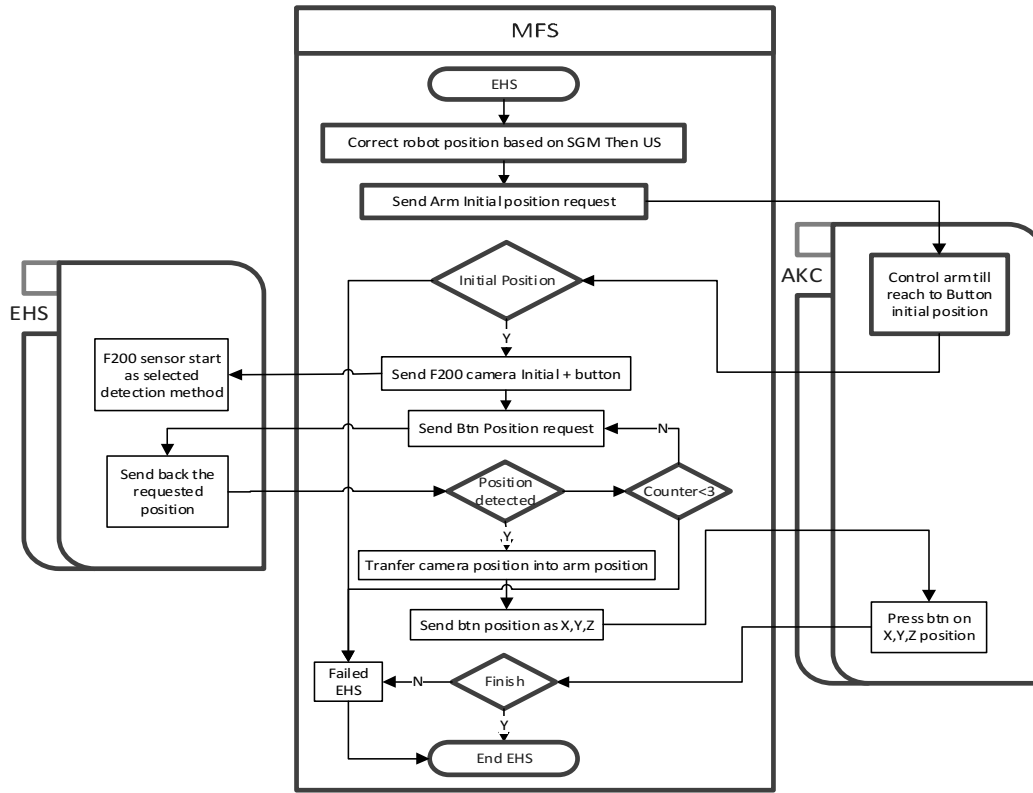 MFS
EHS
Correct robot position based on SGM Then US
Send Arm Initial position request
AKC
Control arm till
reach to Button
initial position
Initial Position
Y
EHS
F200 sensor start
as selected
detection method
Send F200 camera Initial + button
Send Btn Position request
N
Send back the
requested
position
Position
detected
Counter<3
Y
Tranfer camera position into arm position
Send btn position as X,Y,Z
Press btn on
X,Y,Z position
Failed
EHS
N
Finish
Y
End EHS